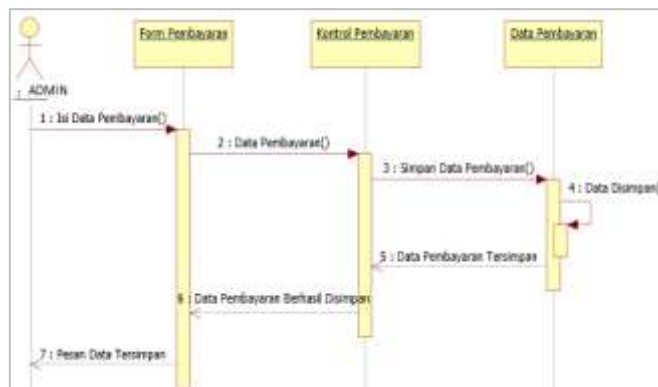 Form Pembayaran
Kontrol Pembayaran
Data Pembayaran
: ADMIN
1 : Isi Data Pembayaran()
2 : Data Pembayaran()
3 : Simpan Data Pembayaran()
4 : Data Disimpan()
5 : Data Pembayaran Tersimpan
6 : Data Pembayaran Berhasil Disimpan
7 : Pesan Data Tersimpan